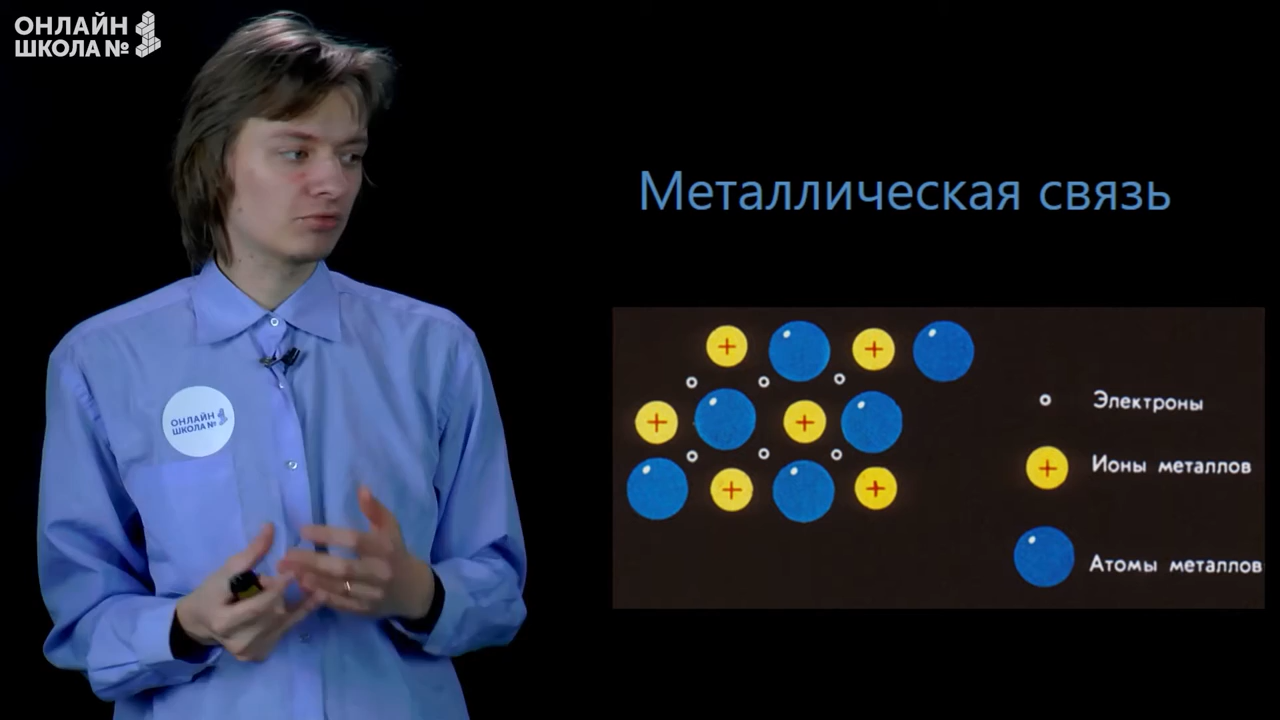 ОНЛАЙН
ШКОЛА №
Металлическая связь
ОНЛАЙН
ШКОЛА №
+ +
Электроны
+ +
+ Ионы металлов
+ +
Атомы металлов